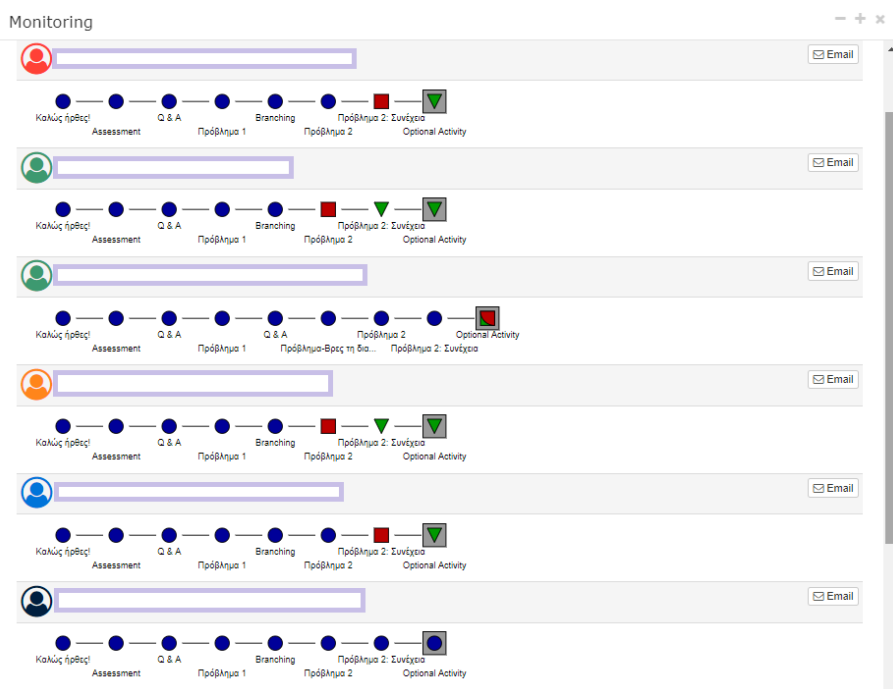 Monitoring
Email
Καλώς ήρθες!
Assessment
Q & A
Πρόβλημα 1
Branching
Πρόβλημα 2
Πρόβλημα 2: Συνέχεια
Optional Activity
Email
Καλώς ήρθες!
Assessment
Q & A
Πρόβλημα 1
Branching
Πρόβλημα 2
Πρόβλημα 2: Συνέχεια
Optional Activity
Email
Καλώς ήρθες!
Assessment
Q & A
Πρόβλημα 1
Q & A
Πρόβλημα-Βρες τη δια...
Πρόβλημα 2
Πρόβλημα 2: Συνέχεια
Optional Activity
Email
Καλώς ήρθες!
Assessment
Q & A
Πρόβλημα 1
Branching
Πρόβλημα 2
Πρόβλημα 2: Συνέχεια
Optional Activity
Email
Καλώς ήρθες!
Assessment
Q & A
Πρόβλημα 1
Branching
Πρόβλημα 2
Πρόβλημα 2: Συνέχεια
Optional Activity
Email
Καλώς ήρθες!
Assessment
Q & A
Πρόβλημα 1
Branching
Πρόβλημα 2
Πρόβλημα 2: Συνέχεια
Optional Activity